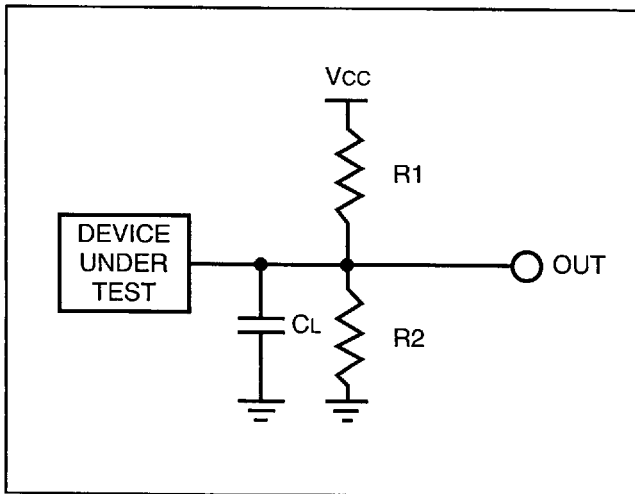 VCC
R1
DEVICE
UNDER
TEST
OUT
CL
R2